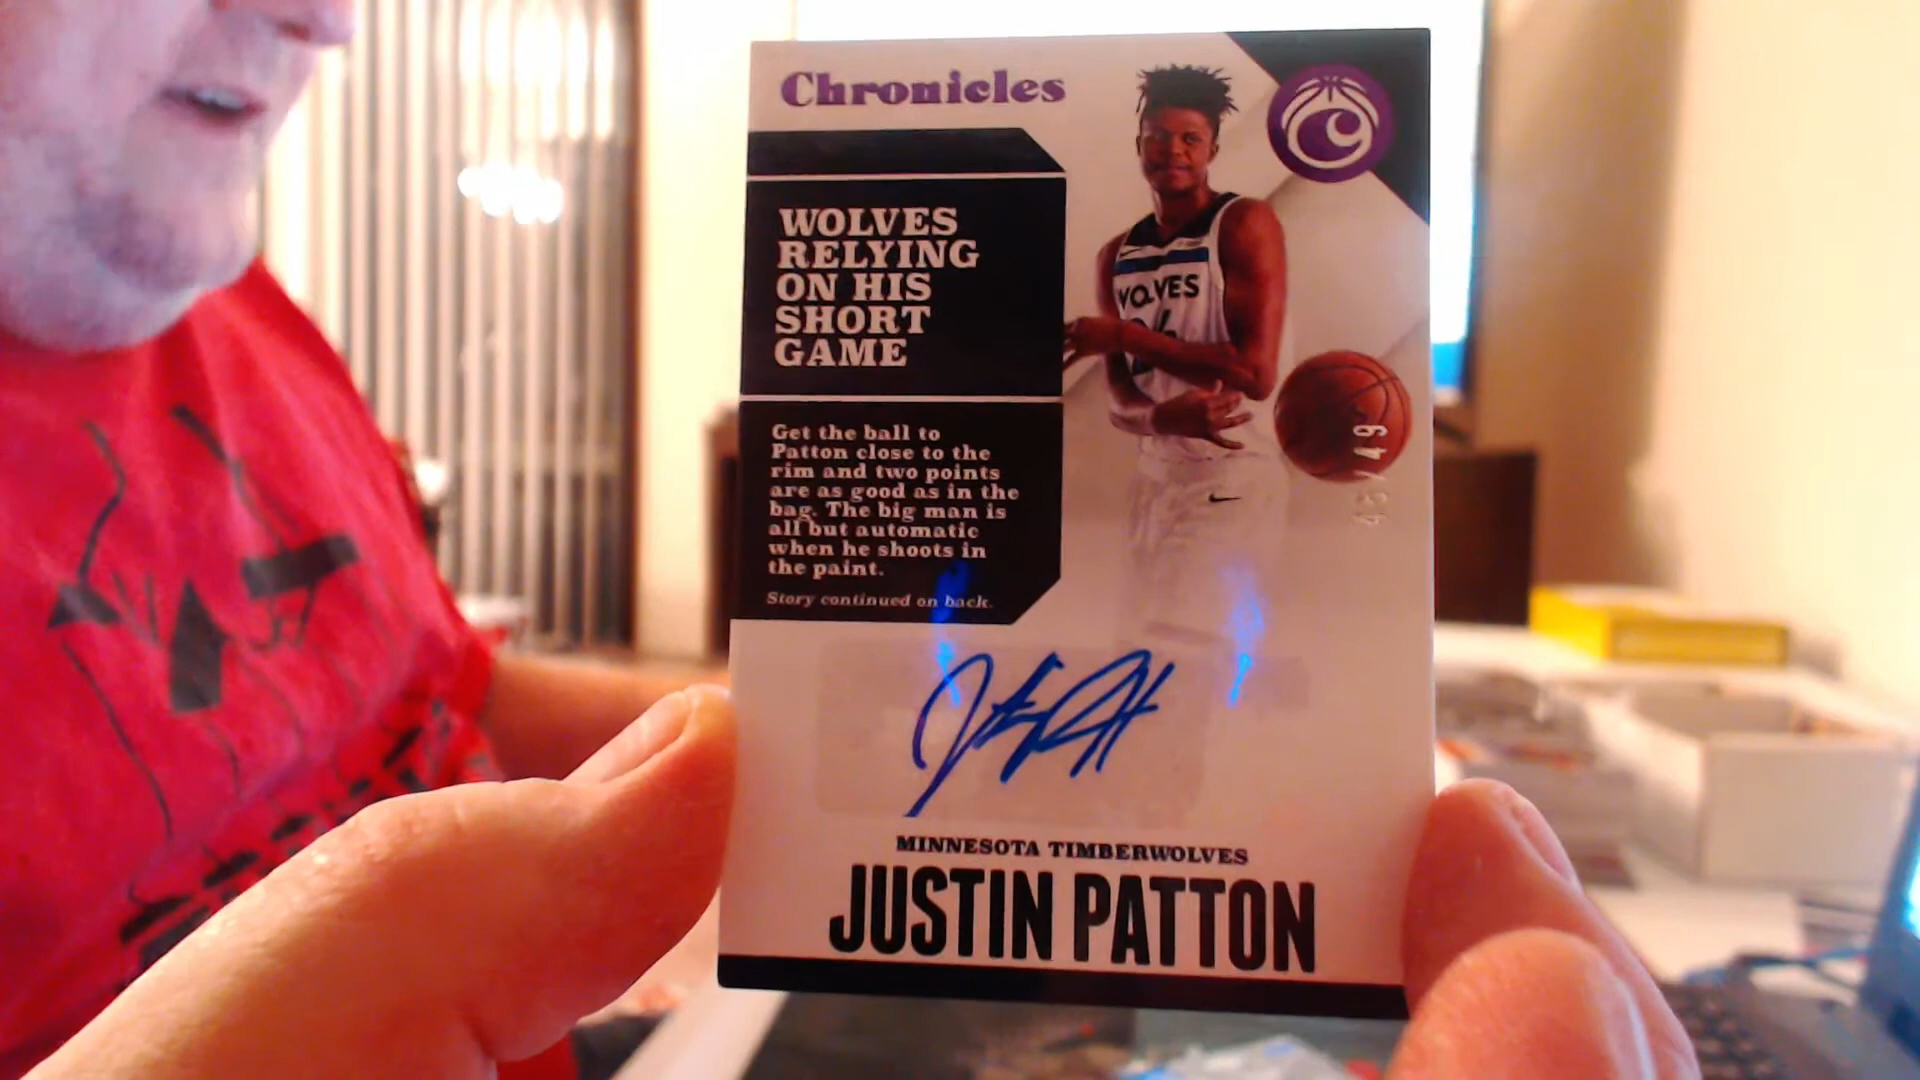 Chronicles
WOLVES
RELYING
ON HIS
SHORT
GAME
Get the ball to
Patton close to the
rim and two points
are as good as in the
bag. The big man is
all but automatic
when he shoots in
the paint.
Story continued on back.
WOLVES
MINNESOTA TIMBERWOLVES
JUSTIN PATTON